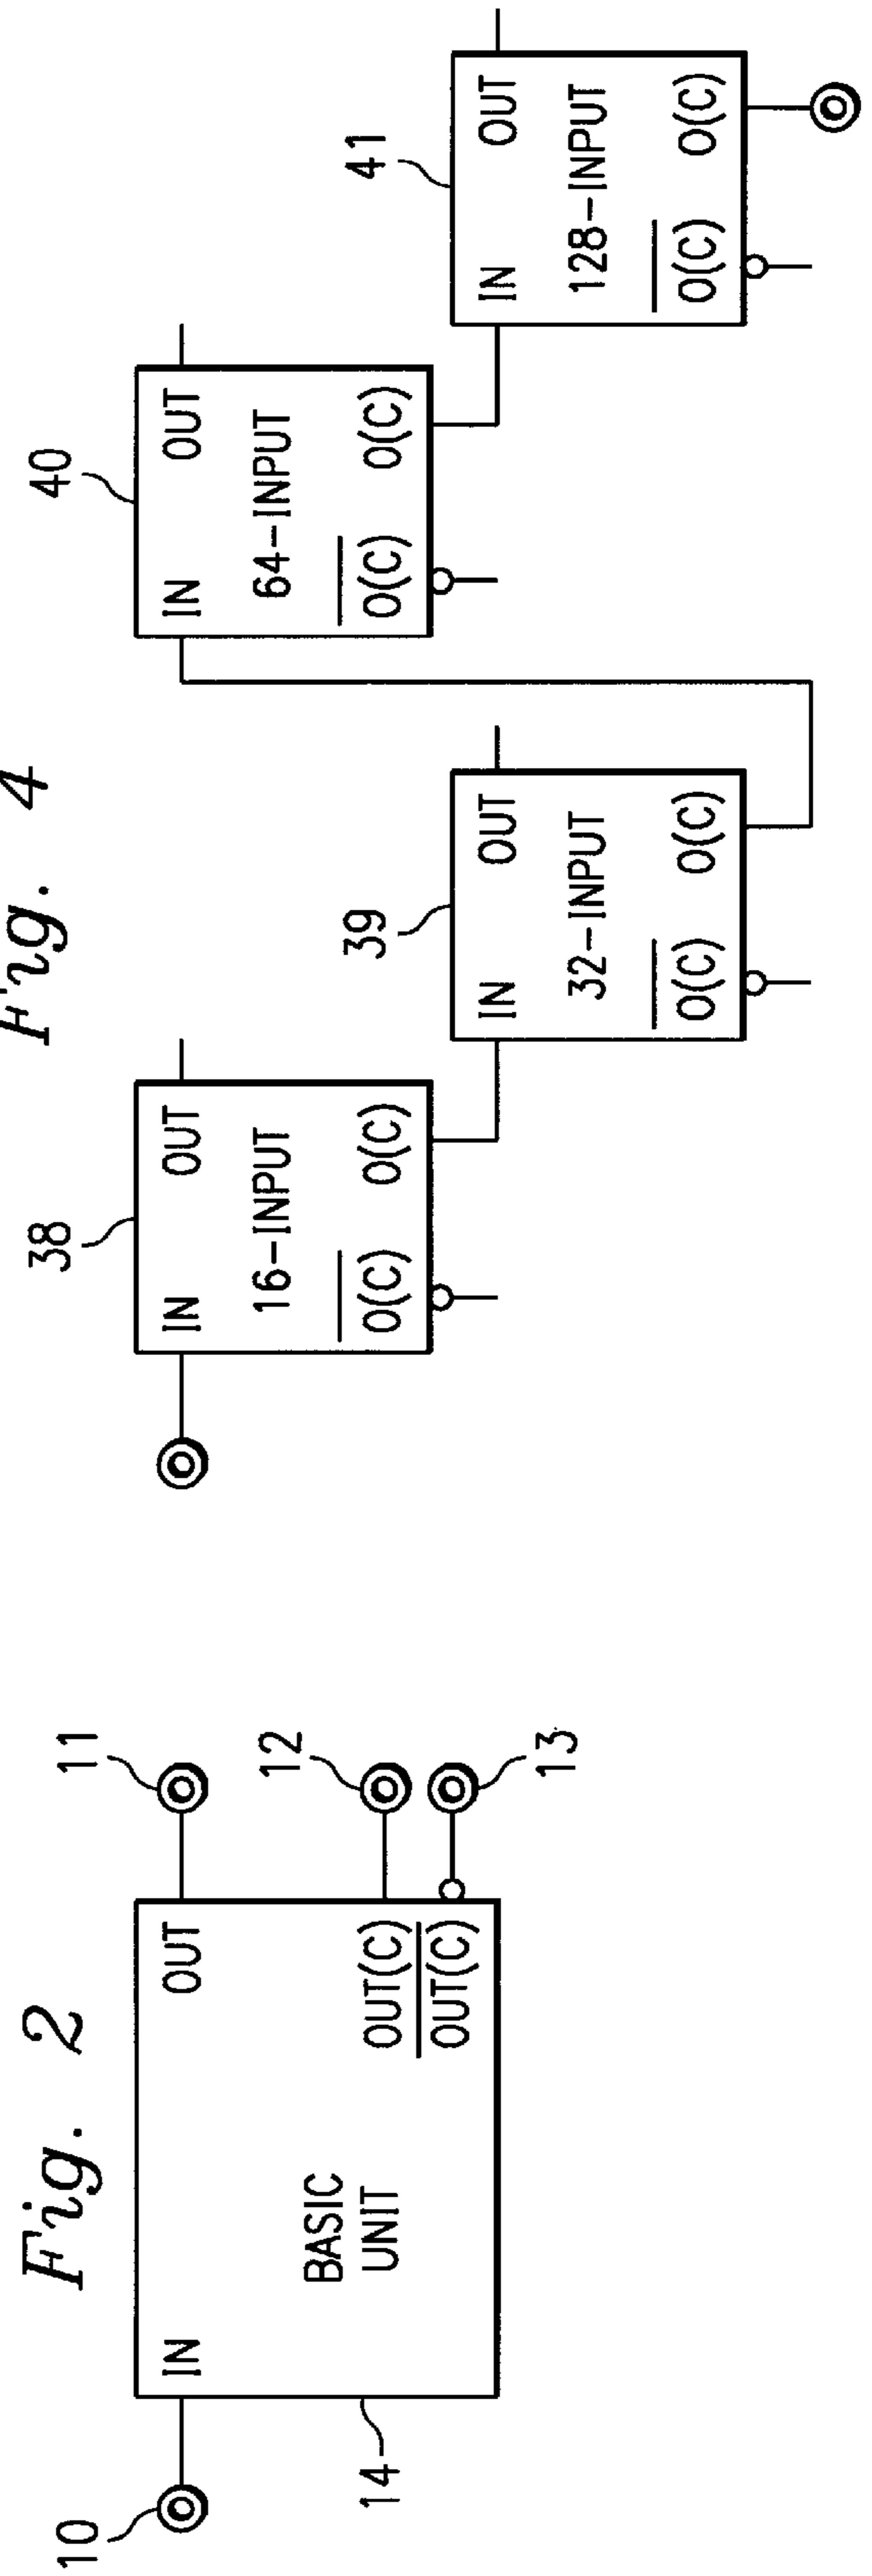 Fig. 2
10
IN
OUT
11
BASIC
UNIT
OUT(C)
12
OUT(C)
13
14
Fig. 4
38
IN
OUT
16-INPUT
O(C)
O(C)
39
IN
OUT
32-INPUT
O(C)
O(C)
40
IN
OUT
64-INPUT
O(C)
O(C)
41
IN
OUT
128-INPUT
O(C)
O(C)